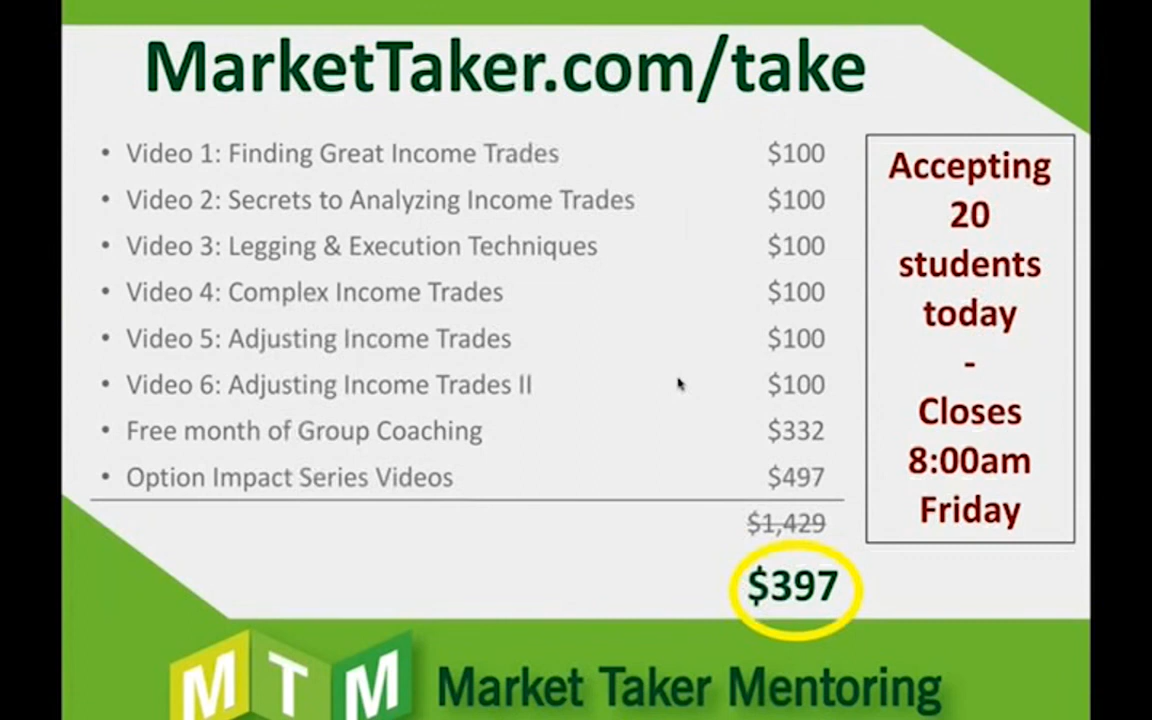 MarketTaker.com/take
• Video 1: Finding Great Income Trades $100
• Video 2: Secrets to Analyzing Income Trades $100
• Video 3: Legging & Execution Techniques $100
• Video 4: Complex Income Trades $100
• Video 5: Adjusting Income Trades $100
• Video 6: Adjusting Income Trades II $100
• Free month of Group Coaching $332
• Option Impact Series Videos $497
$1,429
$397
Accepting
20
students
today
-
Closes
8:00am
Friday
MTM Market Taker Mentoring